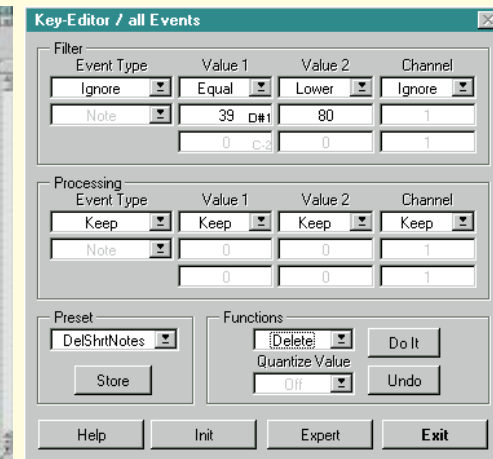 Key-Editor / all Events
Filter
Event Type Value 1 Value 2 Channel
Ignore Equal Lower Ignore
Note 39 D#1 80 1
0 C-2 0 1
Processing
Event Type Value 1 Value 2 Channel
Keep Keep Keep Keep
Note 0 0 1
0 0 1
Preset Functions
DelShrtNotes Delete Do It
Quantize Value
Store Off Undo
Help Init Expert Exit